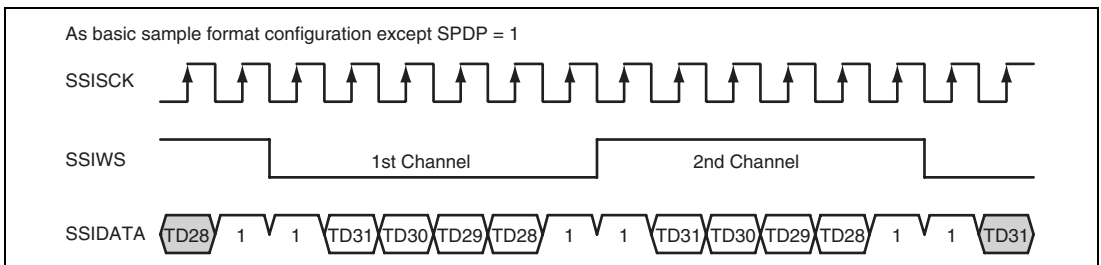 As basic sample format configuration except SPDP = 1
SSISCK
SSIWS 1st Channel 2nd Channel
SSIDATA TD28 1 1 TD31 TD30 TD29 TD28 1 1 TD31 TD30 TD29 TD28 1 1 TD31